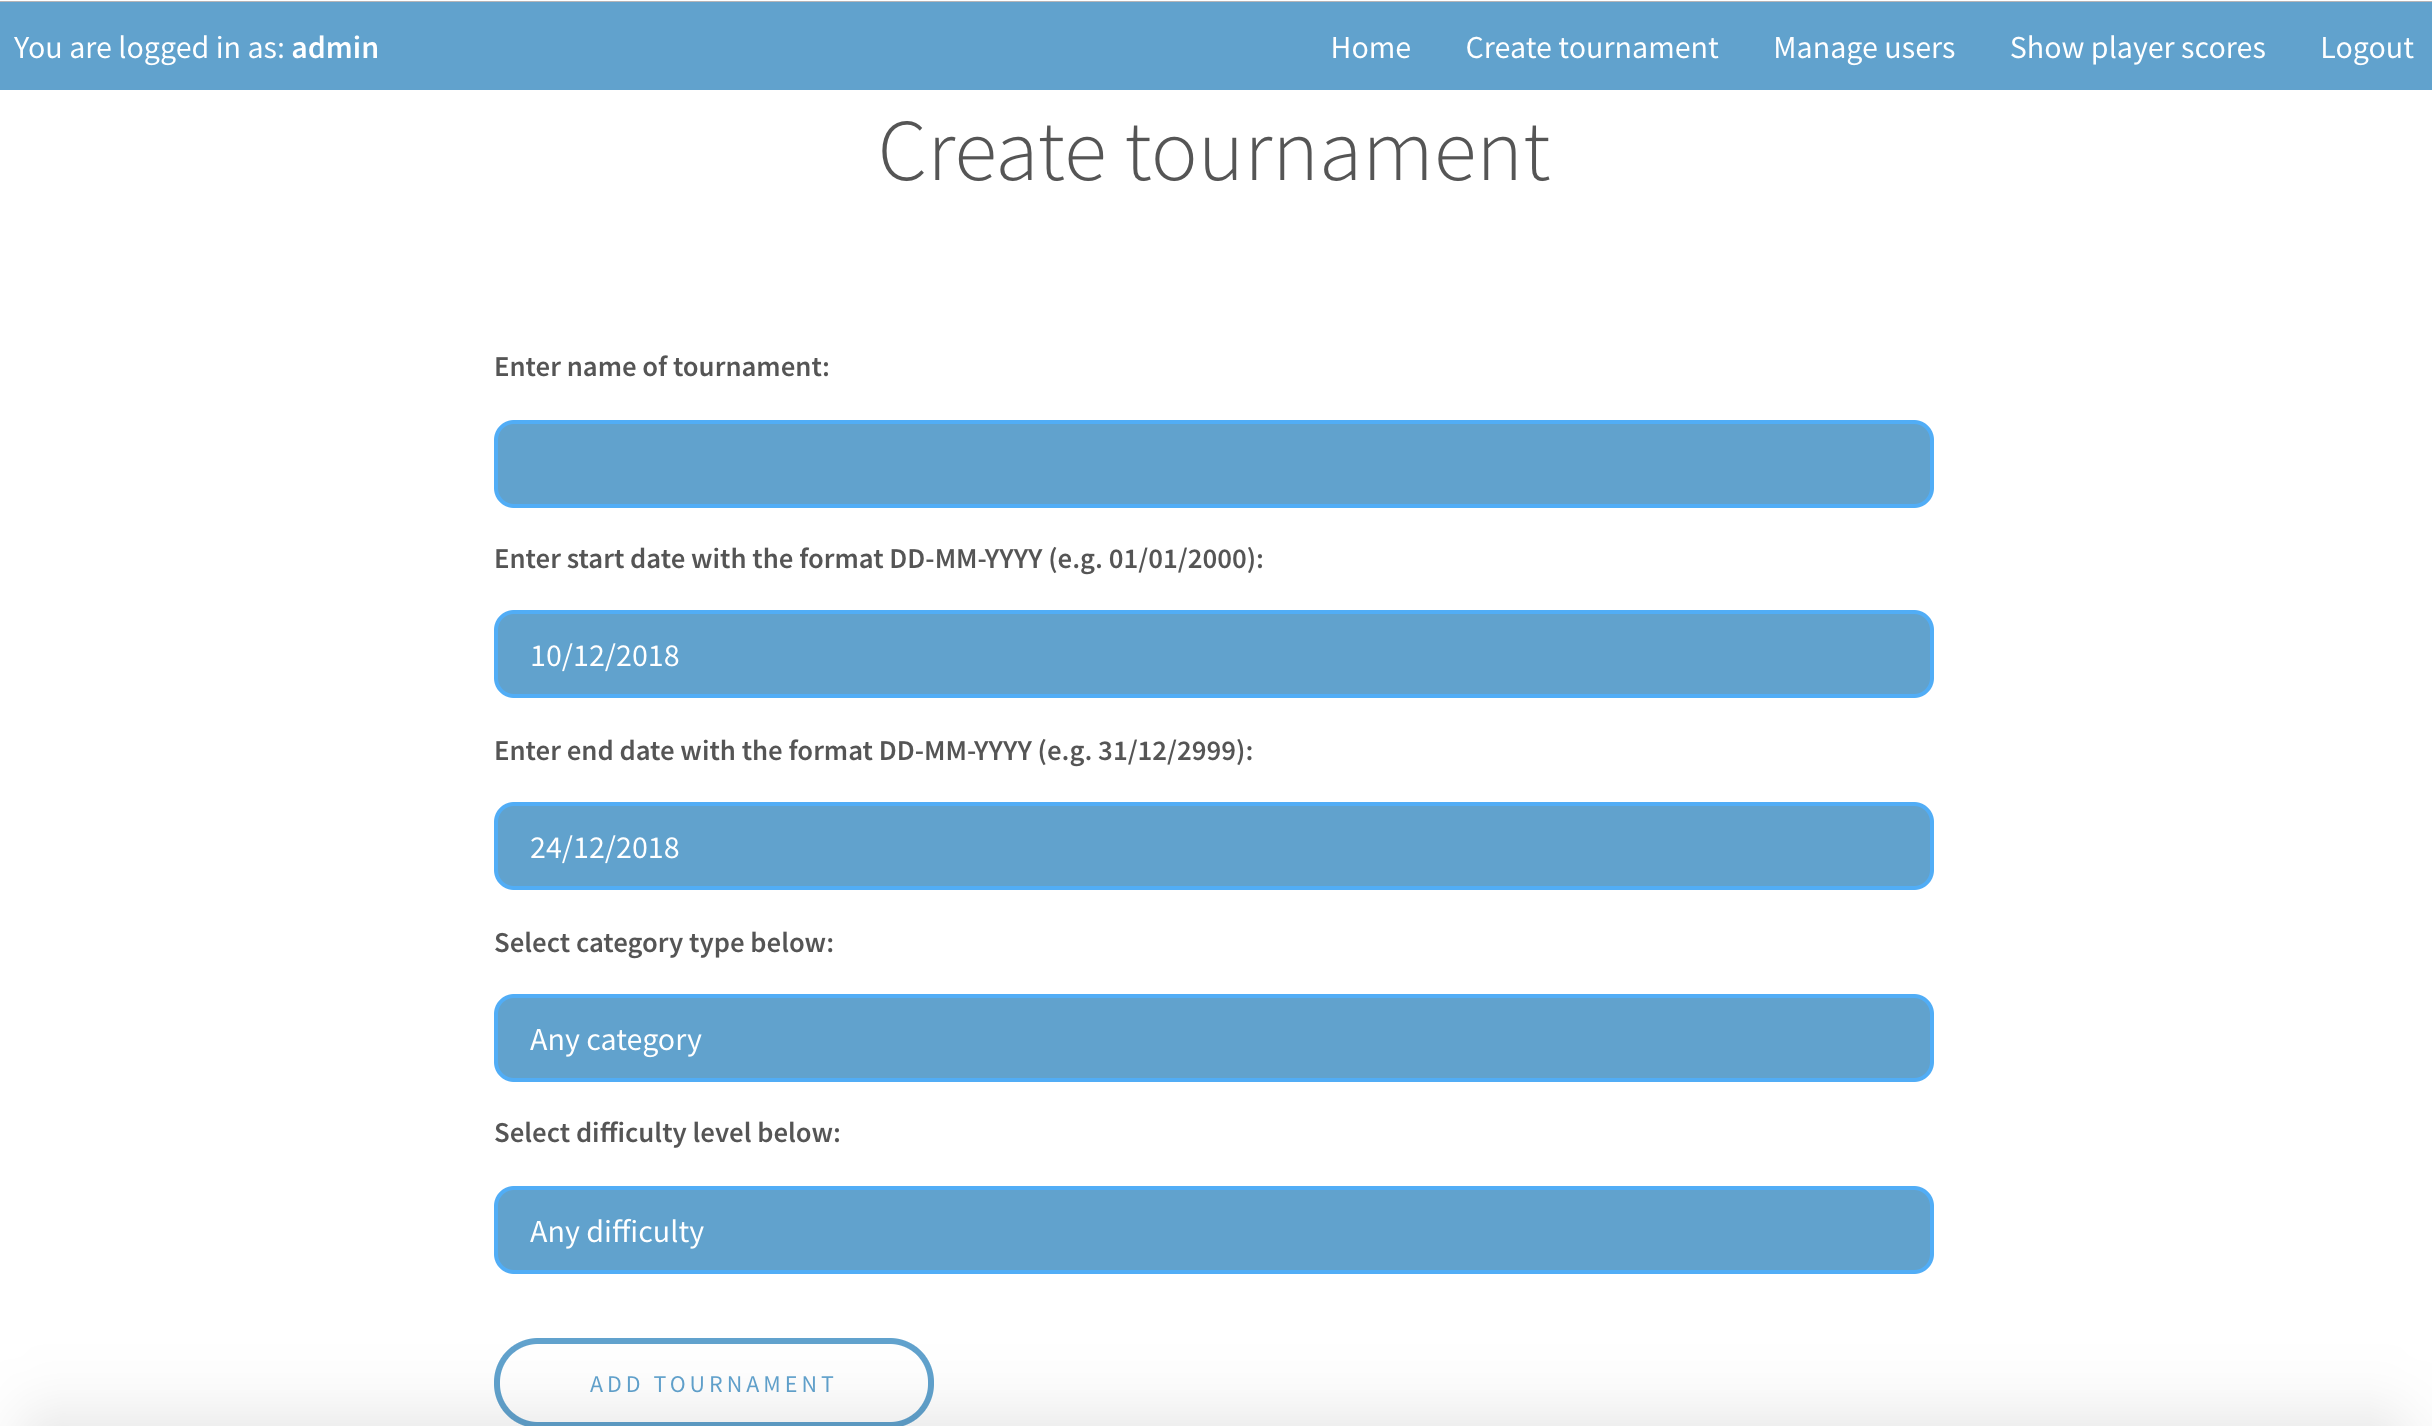 You are logged in as: admin Home Create tournament Manage users Show player scores Logout
Create tournament
Enter name of tournament:
Enter start date with the format DD-MM-YYYY (e.g. 01/01/2000):
10/12/2018
Enter end date with the format DD-MM-YYYY (e.g. 31/12/2999):
24/12/2018
Select category type below:
Any category
Select difficulty level below:
Any difficulty
ADD TOURNAMENT